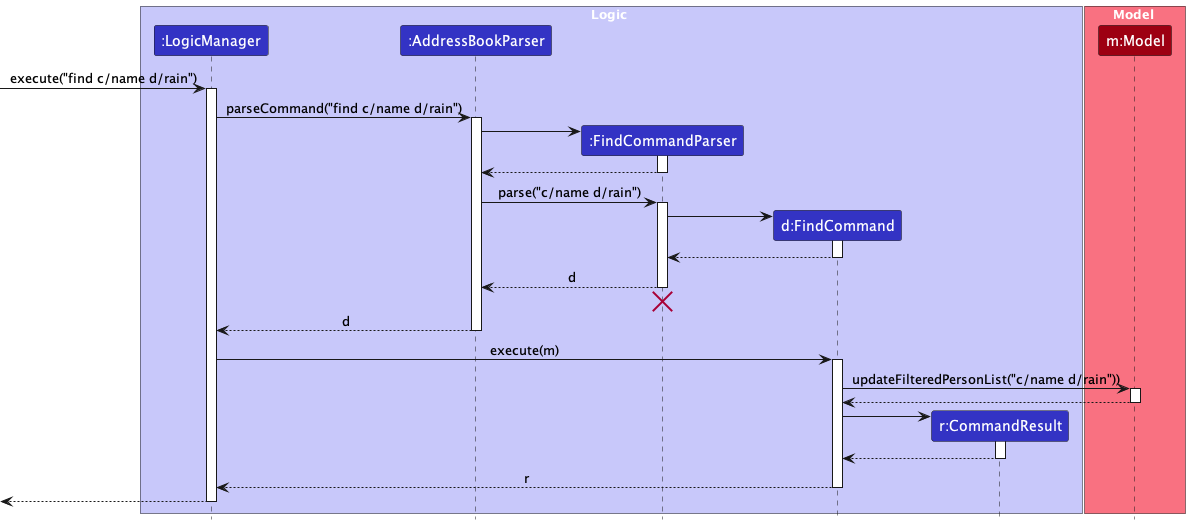 Logic
Model
:LogicManager
:AddressBookParser
m:Model
execute("find c/name d/rain")
parseCommand("find c/name d/rain")
:FindCommandParser
parse("c/name d/rain")
d:FindCommand
d
d
execute(m)
updateFilteredPersonList("c/name d/rain"))
r:CommandResult
r